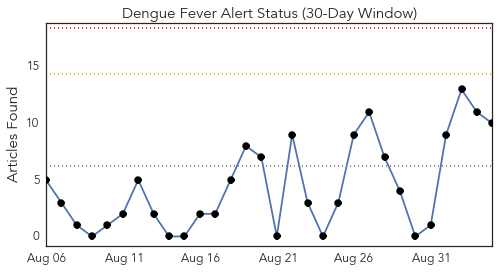 Dengue Fever Alert Status (30-Day Window)
Articles Found
15
10
5
0
Aug 06
Aug 11
Aug 16
Aug 21
Aug 26
Aug 31